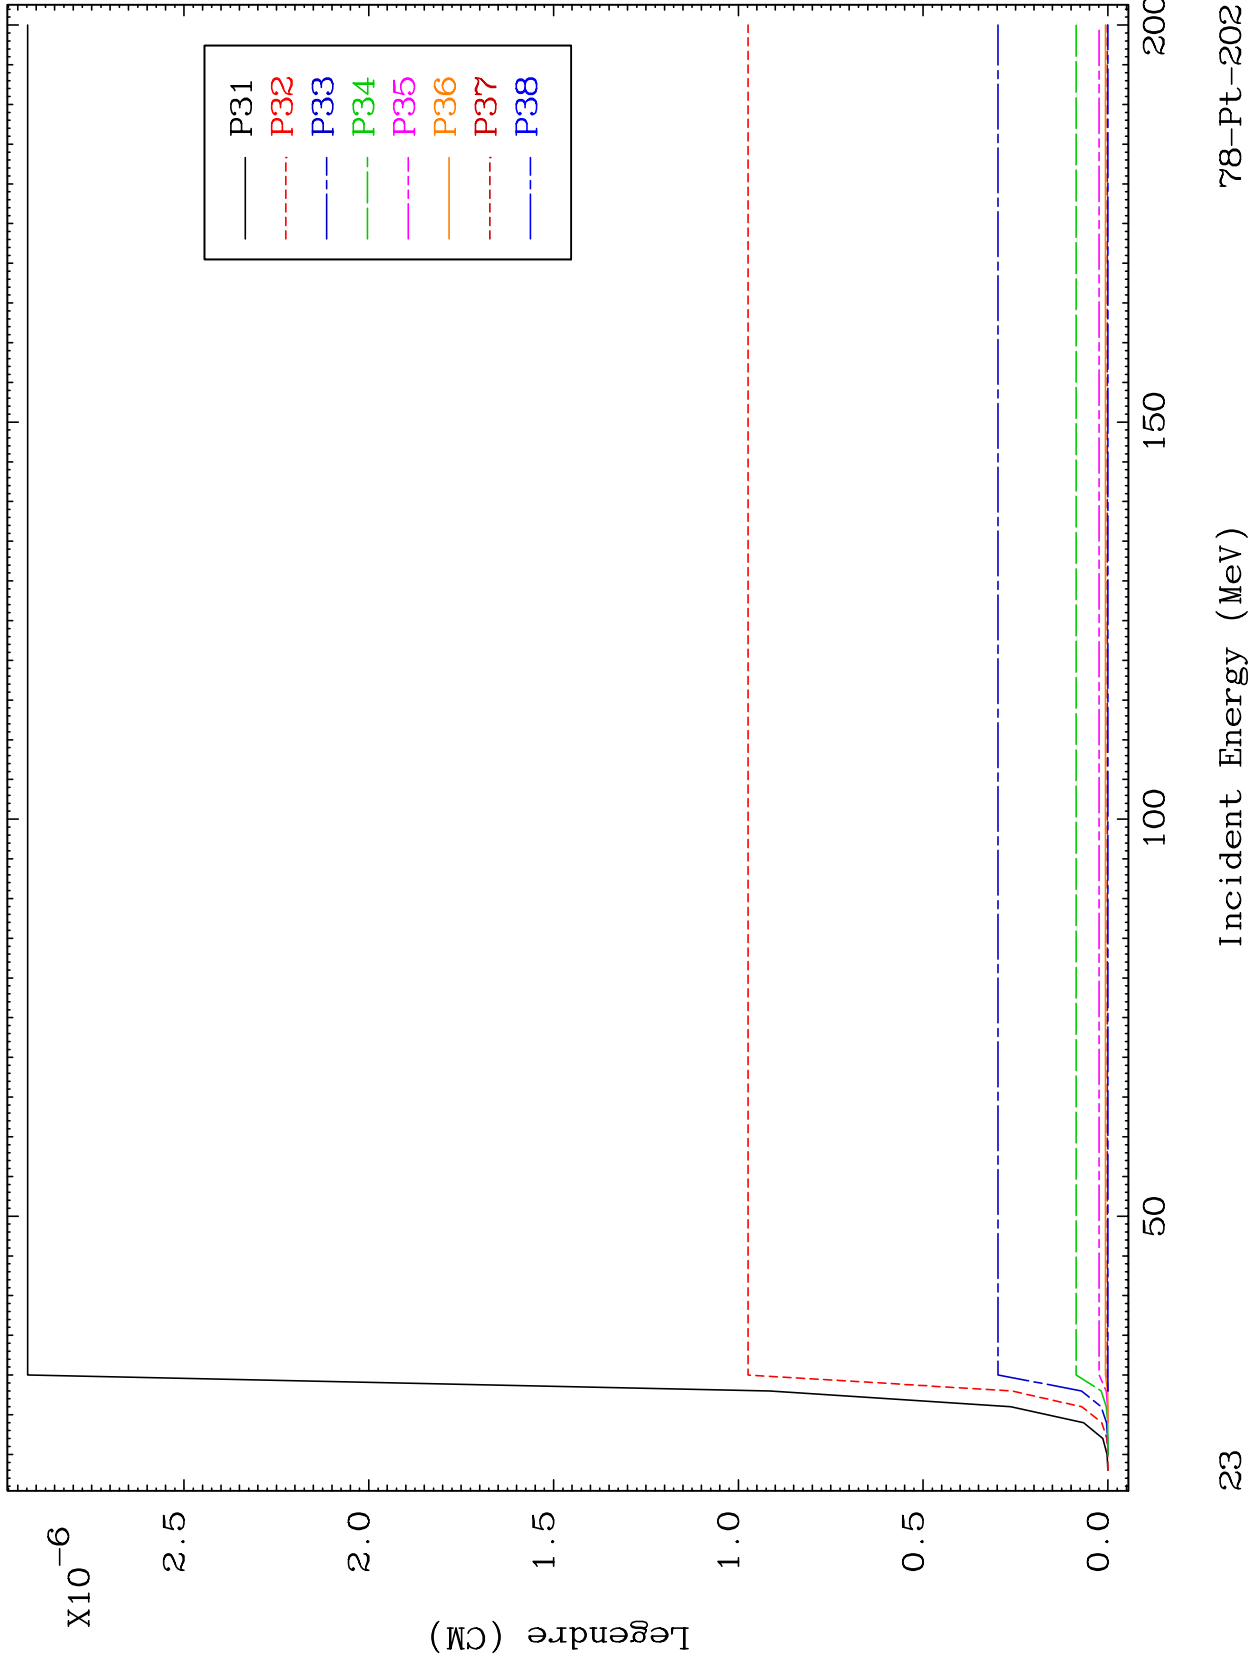 X10-6
2.5
2.0
1.5
1.0
0.5
0.0
Legendre (CM)
P31
P32
P33
P34
P35
P36
P37
P38
50
100
150
200
Incident Energy (MeV)
23
78-Pt-202